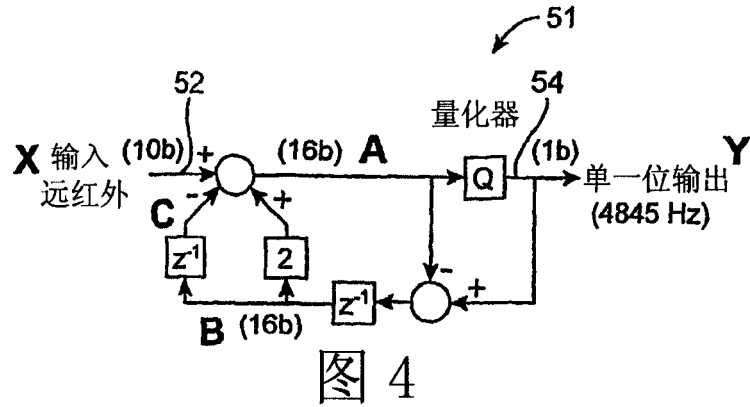 51
52
54
量化器
X 输入 (10b) + (16b) A Q (1b) Y
远红外
单一位输出
(4845 Hz)
C - +
z⁻¹ 2
- +
z⁻¹
B (16b)
图 4